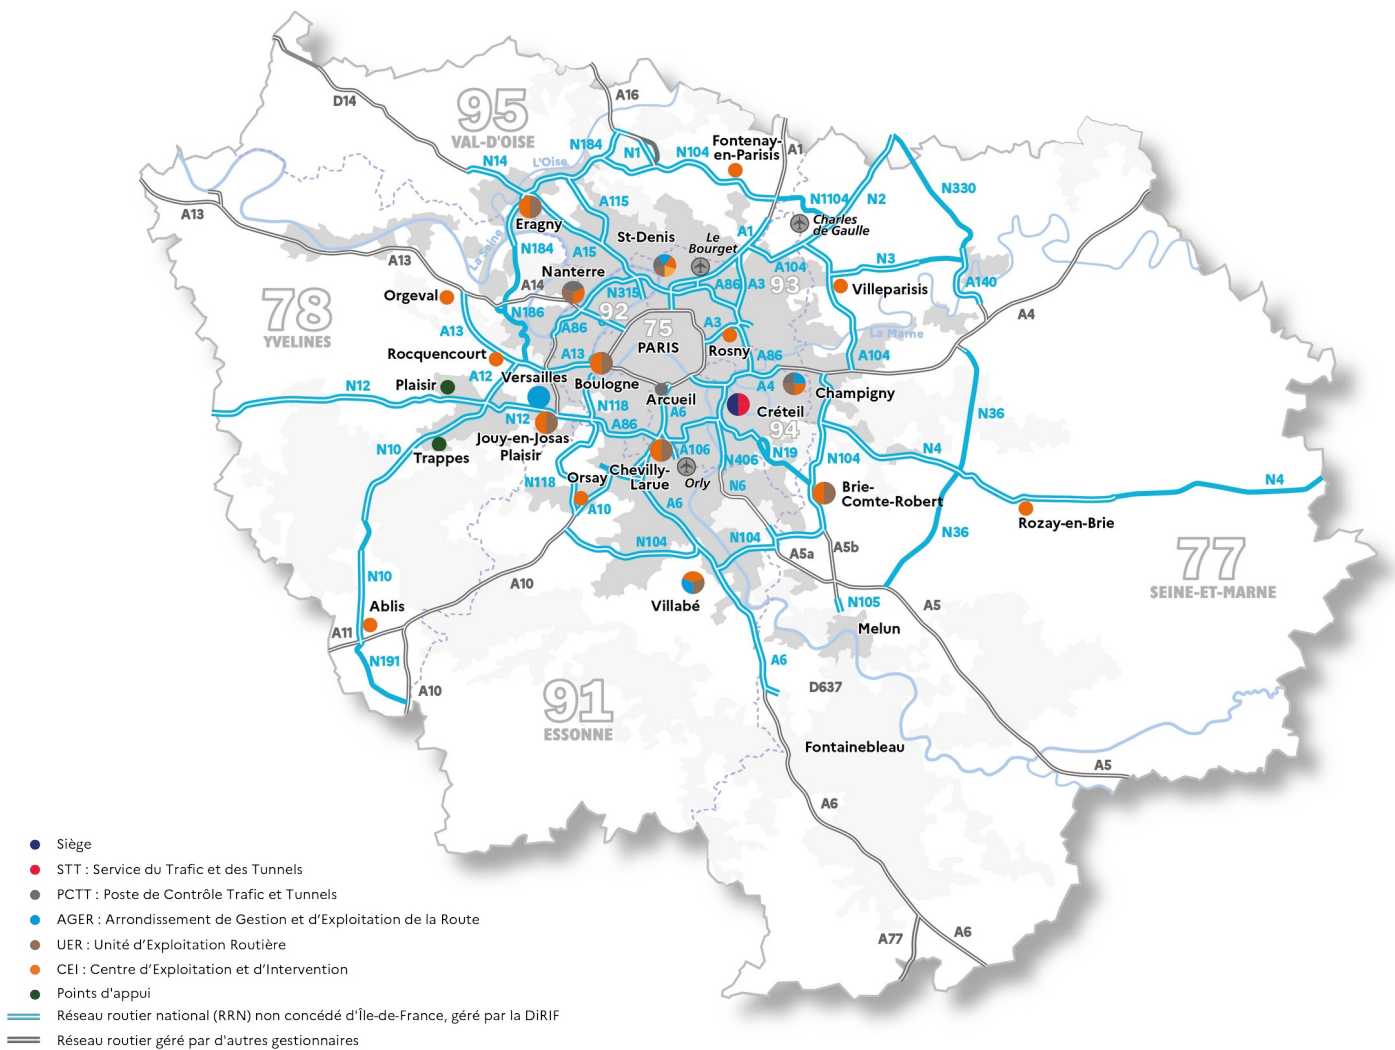 A16
D14
95
VAL-D'OISE
N184
N1
N104
Fontenay-
en-Parisis
A1
N14
L'Oise
N330
N1104
N2
A115
A13
Eragny
Charles
de Gaulle
St-Denis
Le
Bourget
A1
La Seine
N184
A15
A13
Nanterre
A104
N3
A14
N315
A86
A3
93
A140
Orgeval
Villeparisis
78
YVELINES
N186
92
75
A4
A13
A86
A3
La Marne
PARIS
Rosny
Rocquencourt
A13
A86
A104
A12
Versailles
Plaisir
Boulogne
A4
N12
Arceuil
Champigny
N118
A6
Créteil
N36
N12
A86
94
Jouy-en-Josas
Plaisir
N10
A106
N406
N19
N104
N4
Trappes
Chevilly-
Larue
Orsay
N118
Orly
N6
Brie-
Comte-Robert
N4
A10
A6
Rozay-en-Brie
N104
N104
N36
A5a
A5b
77
SEINE-ET-MARNE
N10
A10
Villabé
N105
A5
Ablis
A11
Melun
N191
A6
A10
D637
91
ESSONNE
Fontainebleau
A5
A6
A77
A6
Siège
STT : Service du Trafic et des Tunnels
PCTT : Poste de Contrôle Trafic et Tunnels
AGER : Arrondissement de Gestion et d’Exploitation de la Route
UER : Unité d’Exploitation Routière
CEI : Centre d’Exploitation et d’Intervention
Points d'appui
Réseau routier national (RRN) non concédé d'Île-de-France, géré par la DiRIF
Réseau routier géré par d'autres gestionnaires